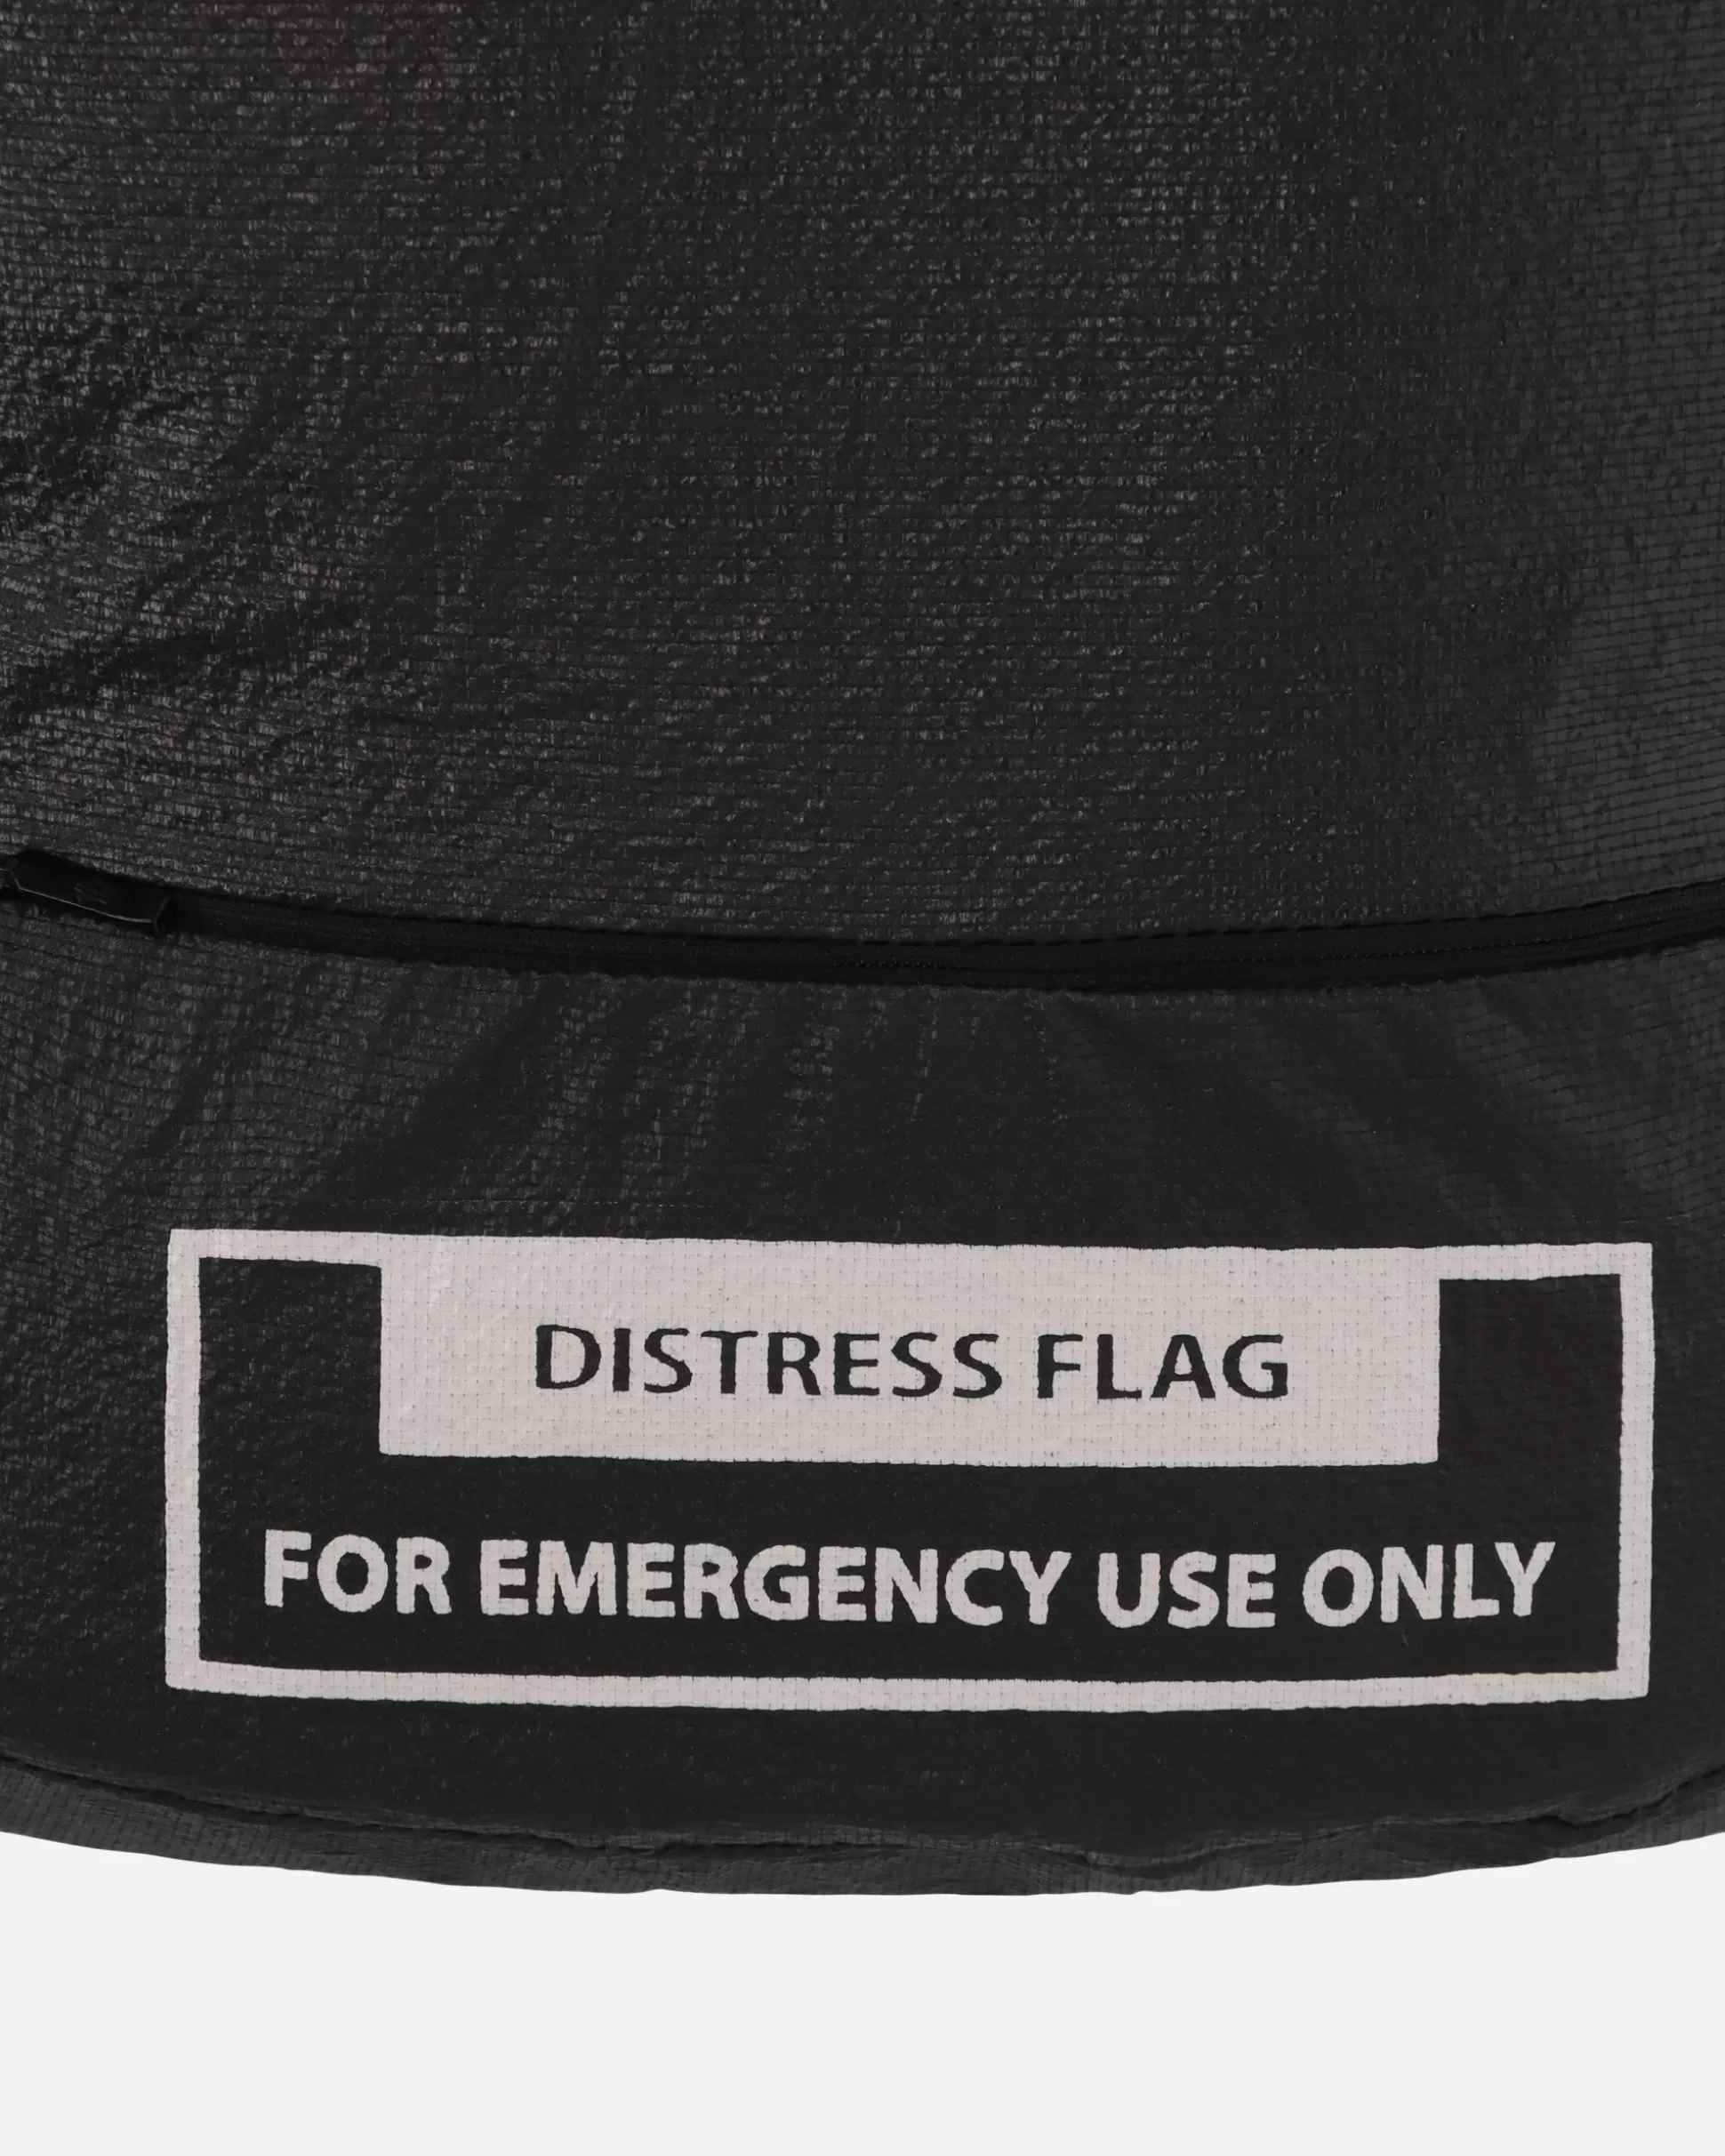 DISTRESS FLAG
FOR EMERGENCY USE ONLY